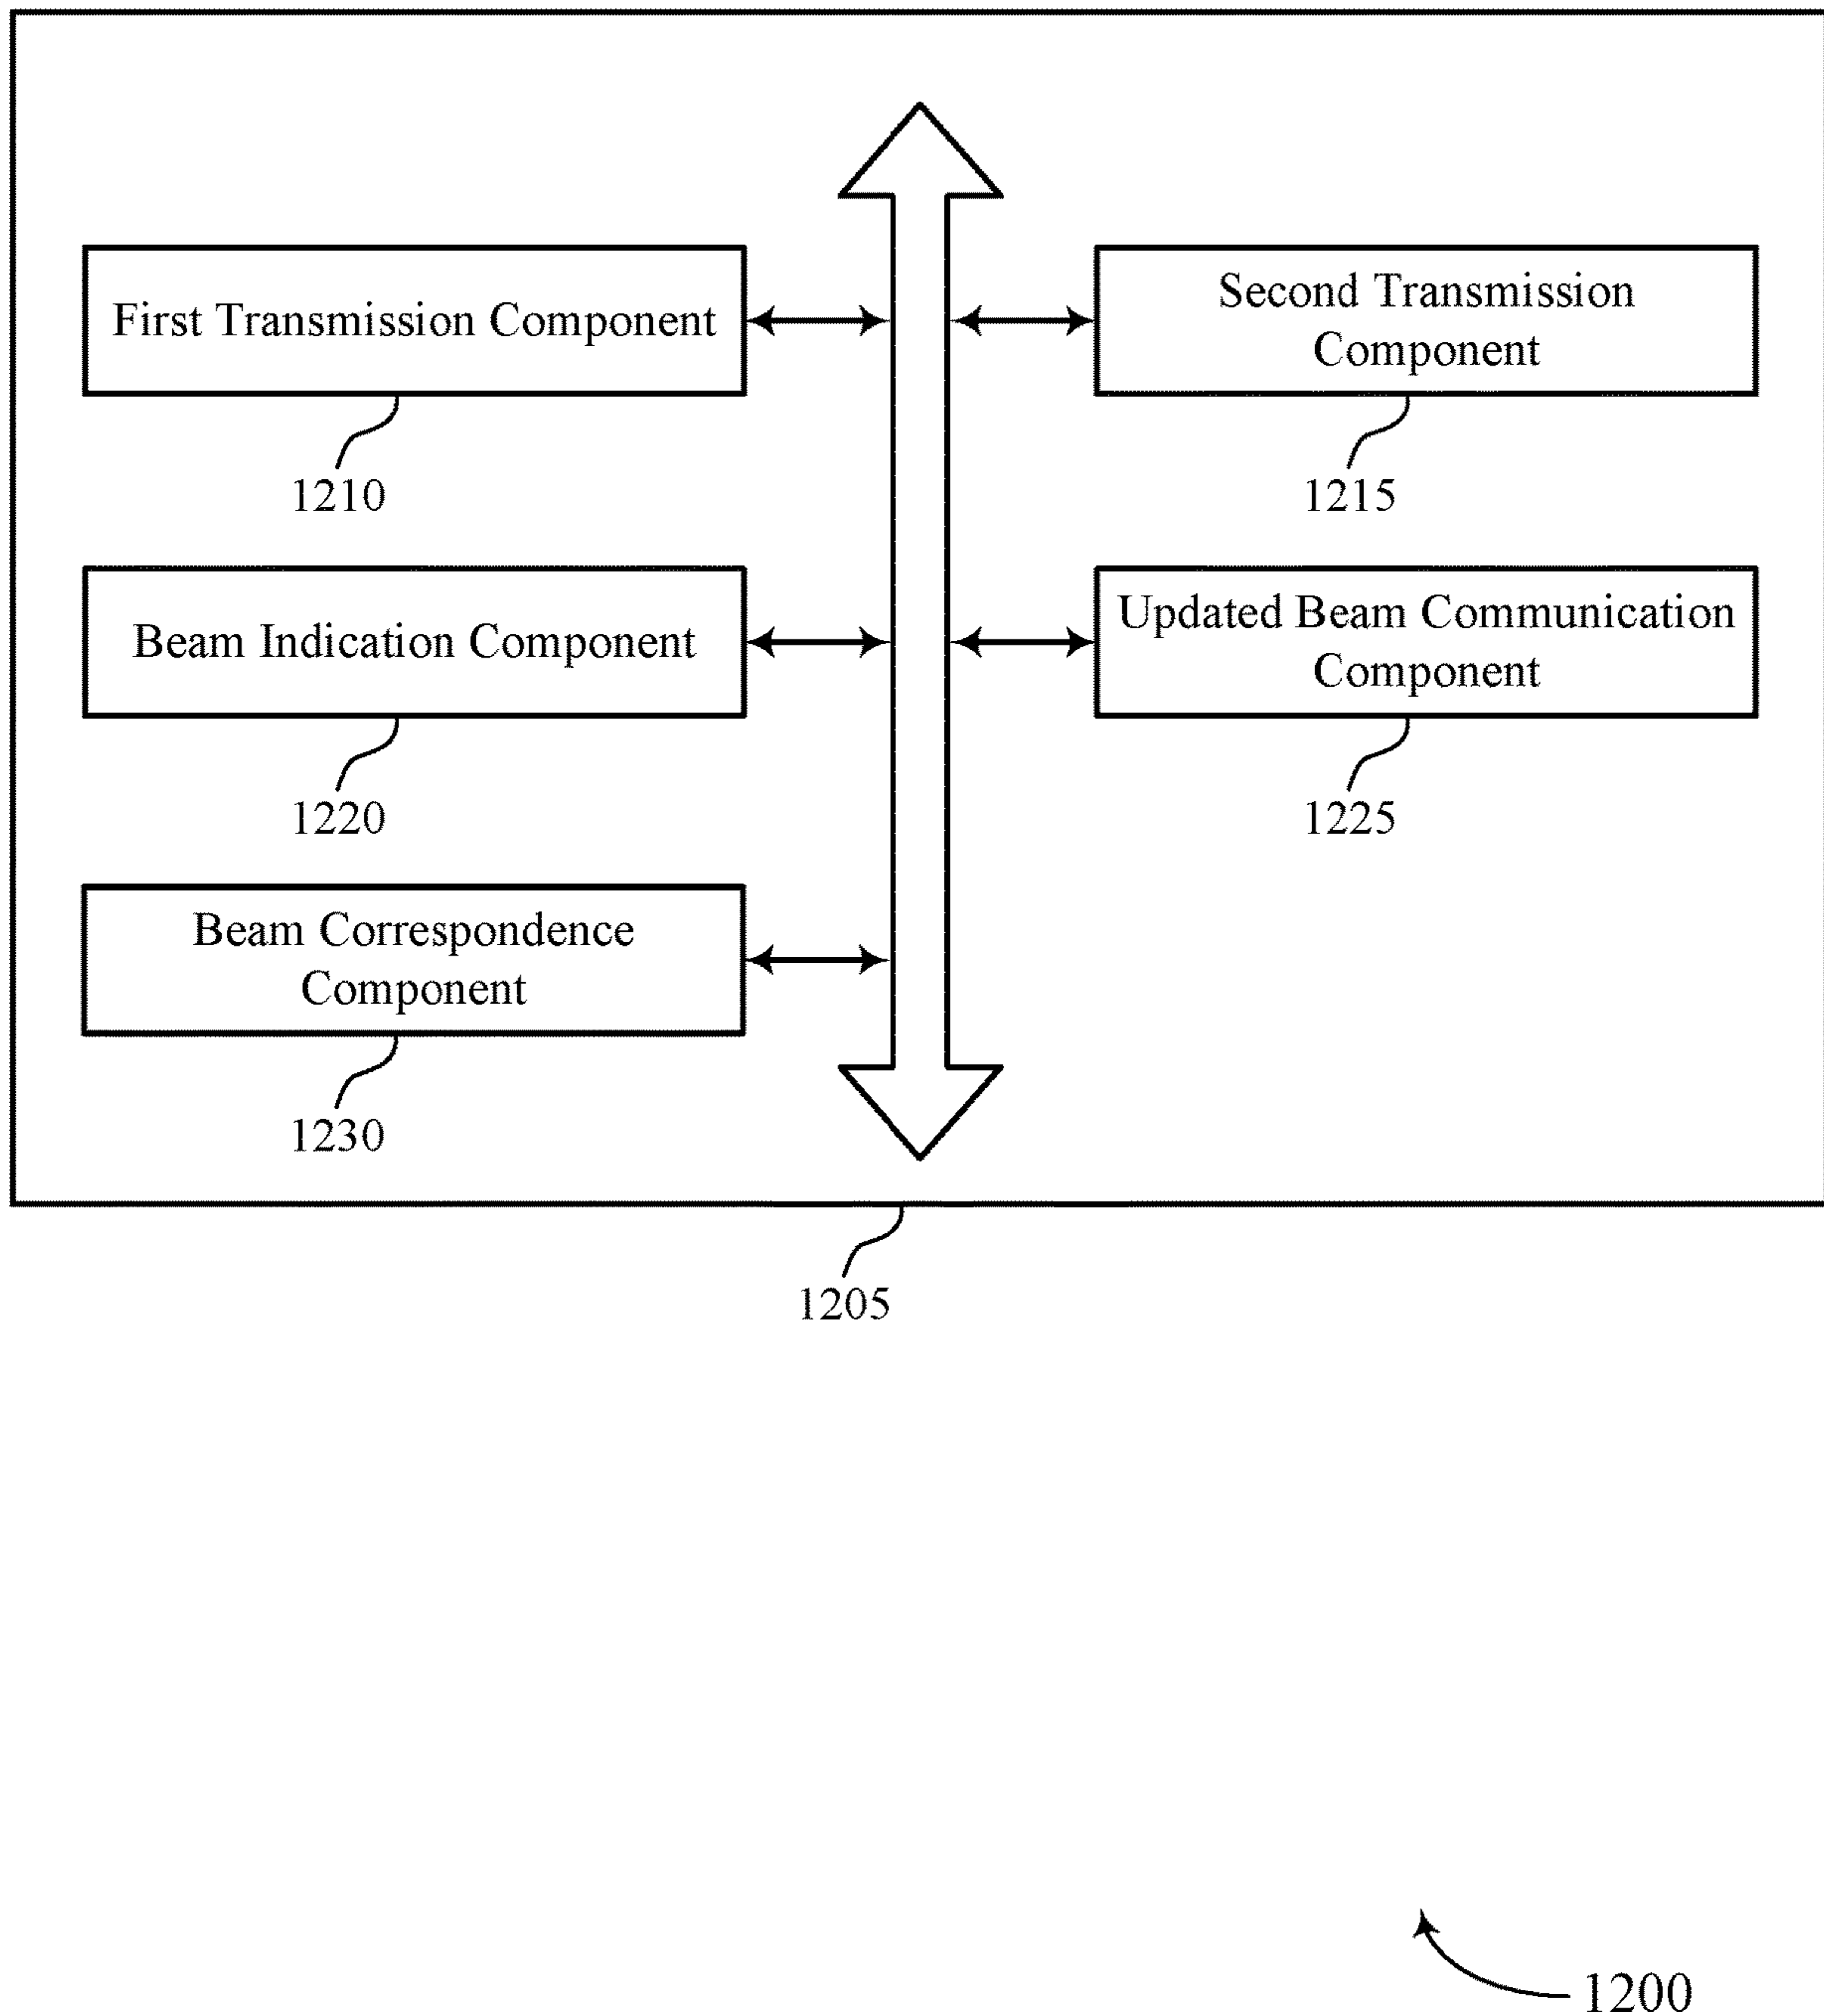 First Transmission Component
1210
Second Transmission
Component
1215
Beam Indication Component
1220
Updated Beam Communication
Component
1225
Beam Correspondence
Component
1230
1205
1200